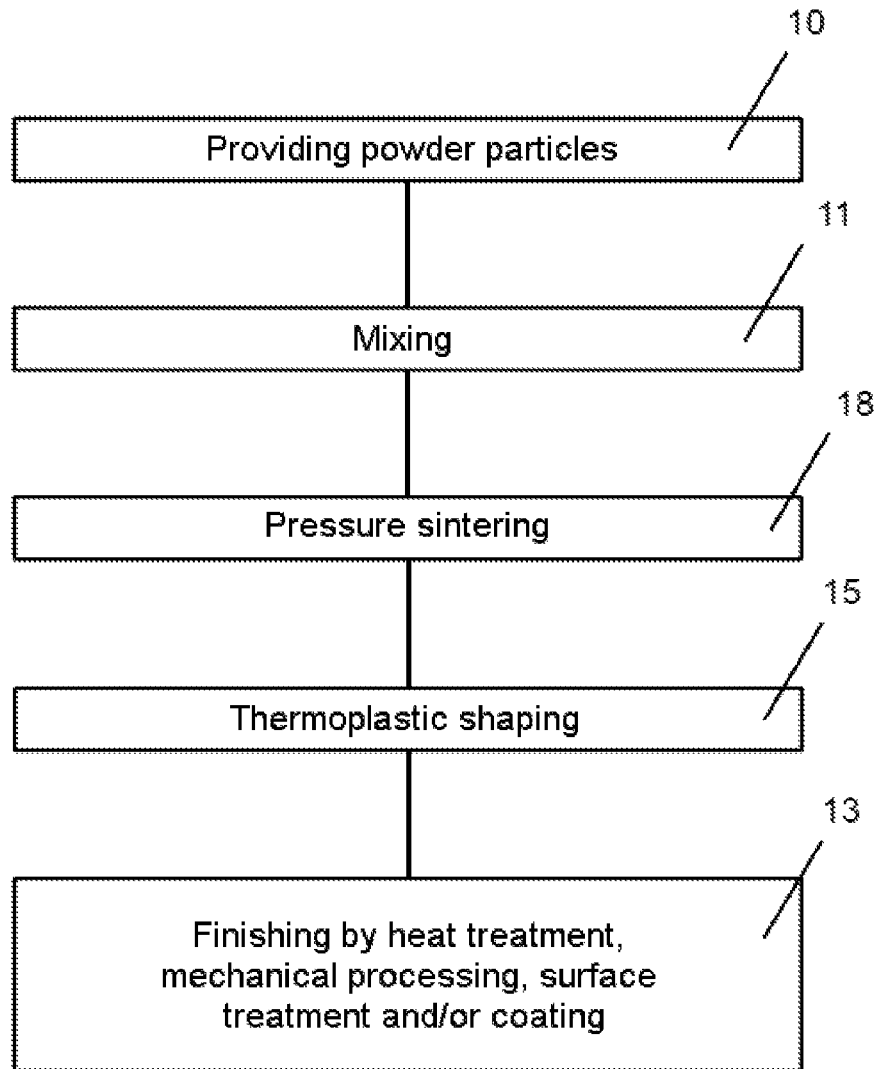 10
Providing powder particles
11
Mixing
18
Pressure sintering
15
Thermoplastic shaping
13
Finishing by heat treatment,
mechanical processing, surface
treatment and/or coating